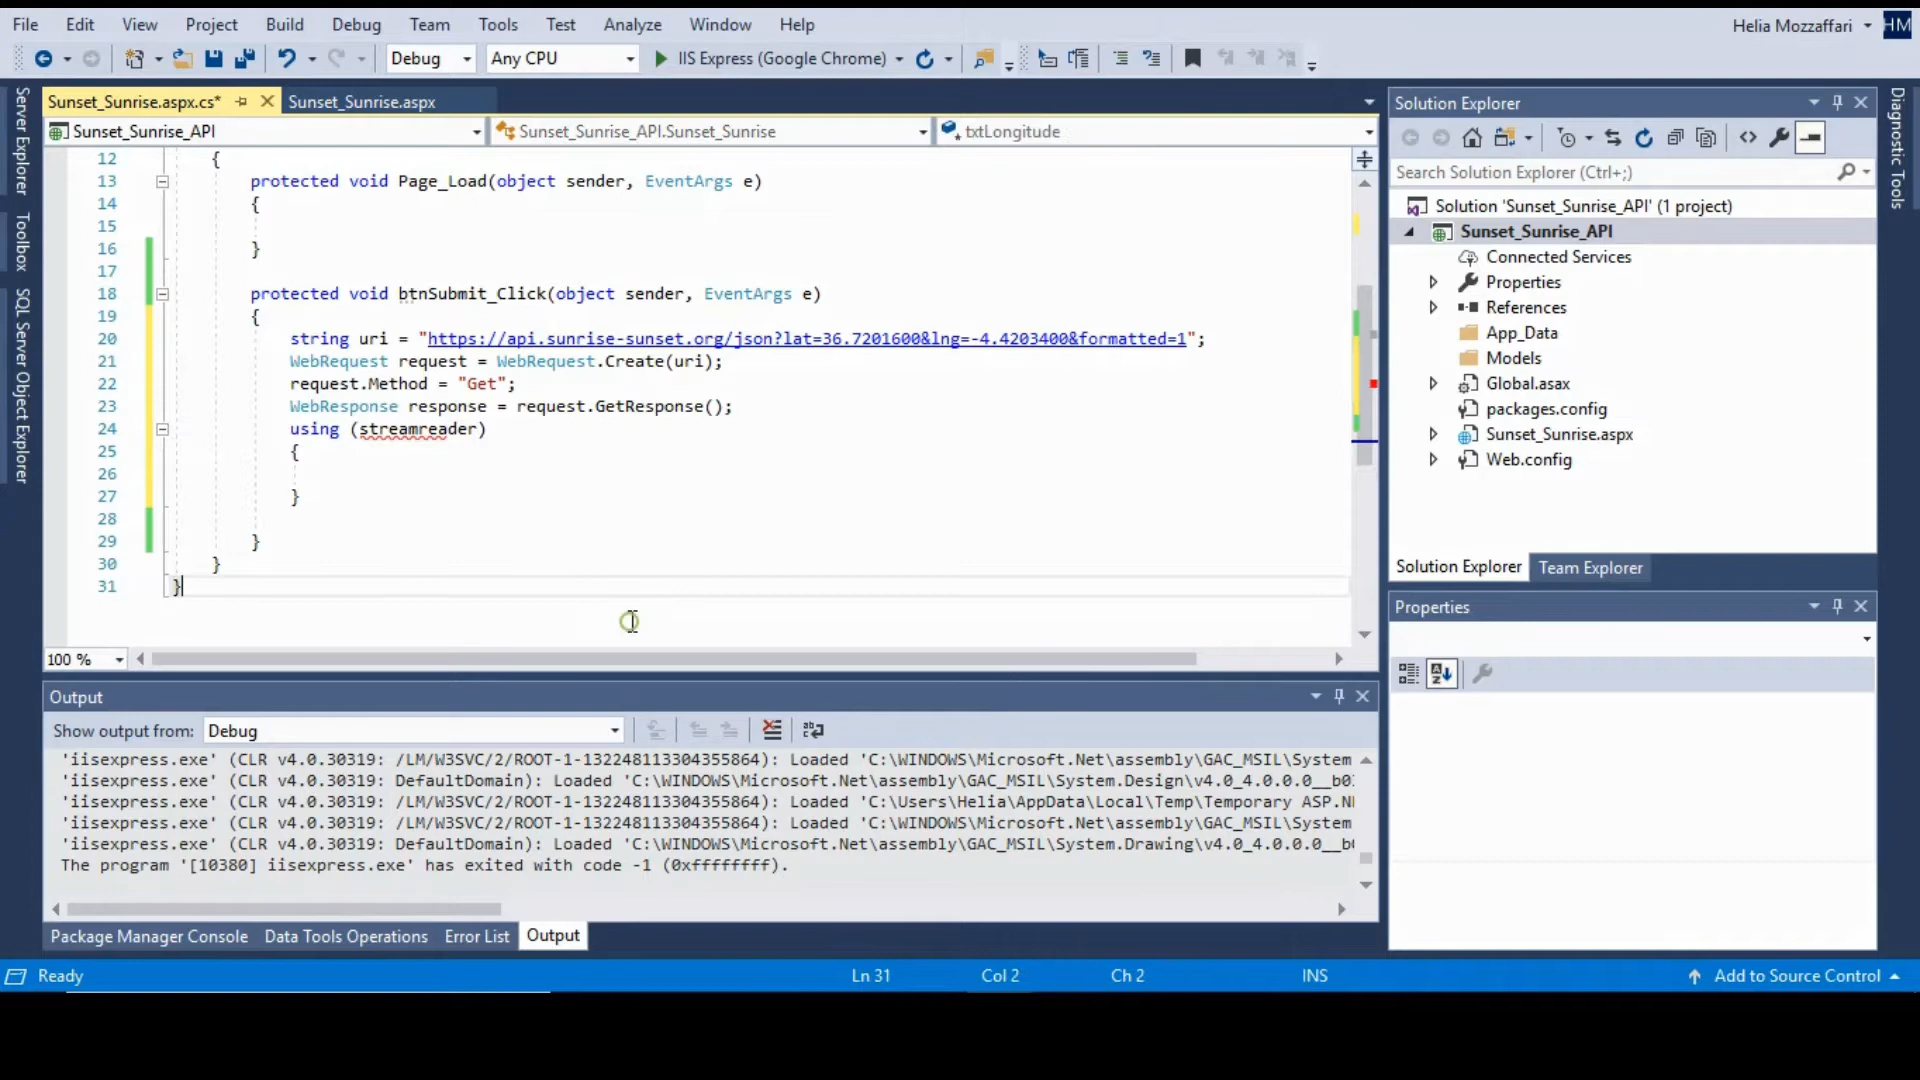 File Edit View Project Build Debug Team Tools Test Analyze Window Help Helia Mozzaffari HM
Debug Any CPU IIS Express (Google Chrome)
Server Explorer
Toolbox
SQL Server Object Explorer
Sunset_Sunrise.aspx.cs* Sunset_Sunrise.aspx
Sunset_Sunrise_API Sunset_Sunrise_API.Sunset_Sunrise txtLongitude
12 {
13 protected void Page_Load(object sender, EventArgs e)
14 {
15
16 }
17
18 protected void btnSubmit_Click(object sender, EventArgs e)
19 {
20 string uri = "https://api.sunrise-sunset.org/json?lat=36.7201600&lng=-4.4203400&formatted=1";
21 WebRequest request = WebRequest.Create(uri);
22 request.Method = "Get";
23 WebResponse response = request.GetResponse();
24 using (streamreader)
25 {
26
27 }
28
29 }
30 }
31 }
100 %
Output
Show output from: Debug
'iisexpress.exe' (CLR v4.0.30319: /LM/W3SVC/2/ROOT-1-132248113304355864): Loaded 'C:\WINDOWS\Microsoft.Net\assembly\GAC_MSIL\System
'iisexpress.exe' (CLR v4.0.30319: DefaultDomain): Loaded 'C:\WINDOWS\Microsoft.Net\assembly\GAC_MSIL\System.Design\v4.0_4.0.0.0__b0
'iisexpress.exe' (CLR v4.0.30319: /LM/W3SVC/2/ROOT-1-132248113304355864): Loaded 'C:\Users\Helia\AppData\Local\Temp\Temporary ASP.N
'iisexpress.exe' (CLR v4.0.30319: /LM/W3SVC/2/ROOT-1-132248113304355864): Loaded 'C:\WINDOWS\Microsoft.Net\assembly\GAC_MSIL\System
'iisexpress.exe' (CLR v4.0.30319: DefaultDomain): Loaded 'C:\WINDOWS\Microsoft.Net\assembly\GAC_MSIL\System.Drawing\v4.0_4.0.0.0__b
The program '[10380] iisexpress.exe' has exited with code -1 (0xffffffff).
Package Manager Console Data Tools Operations Error List Output
Solution Explorer
Search Solution Explorer (Ctrl+;)
Solution 'Sunset_Sunrise_API' (1 project)
Sunset_Sunrise_API
Connected Services
Properties
References
App_Data
Models
Global.asax
packages.config
Sunset_Sunrise.aspx
Web.config
Solution Explorer Team Explorer
Properties
Diagnostic Tools
Ready Ln 31 Col 2 Ch 2 INS Add to Source Control